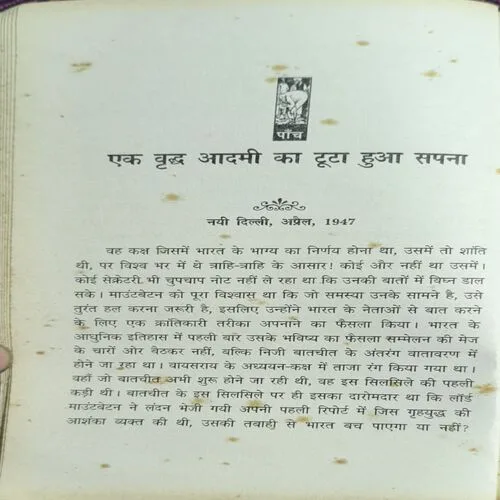 पाँच
एक वृद्ध आदमी का टूटा हुआ सपना
नयी दिल्ली, अप्रैल, 1947
वह कक्ष जिसमें भारत के भाग्य का निर्णय होना था, उसमें तो शांति
थी, पर विश्व भर में थे त्राहि-त्राहि के आसार! कोई और नहीं था उसमें।
कोई सेक्रेटरी भी चुपचाप नोट नहीं ले रहा था कि उनकी बातों में विघ्न डाल
सके। माउंटबेटन को पूरा विश्वास था कि जो समस्या उनके सामने है, उसे
तुरंत हल करना जरूरी है, इसलिए उन्होंने भारत के नेताओं से बात करने
के लिए एक क्रांतिकारी तरीका अपनाने का फैसला किया। भारत के
आधुनिक इतिहास में पहली बार उसके भविष्य का फ़ैसला सम्मेलन की मेज
के चारों ओर बैठकर नहीं, बल्कि निजी बातचीत के अंतरंग वातावरण में
होने जा रहा था। वायसराय के अध्ययन-कक्ष में ताजा रंग किया गया था।
वहाँ जो बातचीत अभी शुरू होने जा रही थी, वह इस सिलसिले की पहली
कड़ी थी। बातचीत के इस सिलसिले पर ही इसका दारोमदार था कि लॉर्ड
माउंटबेटन ने लंदन भेजी गयी अपनी पहली रिपोर्ट में जिस गृहयुद्ध की
आशंका व्यक्त की थी, उसकी तबाही से भारत बच पाएगा या नहीं?